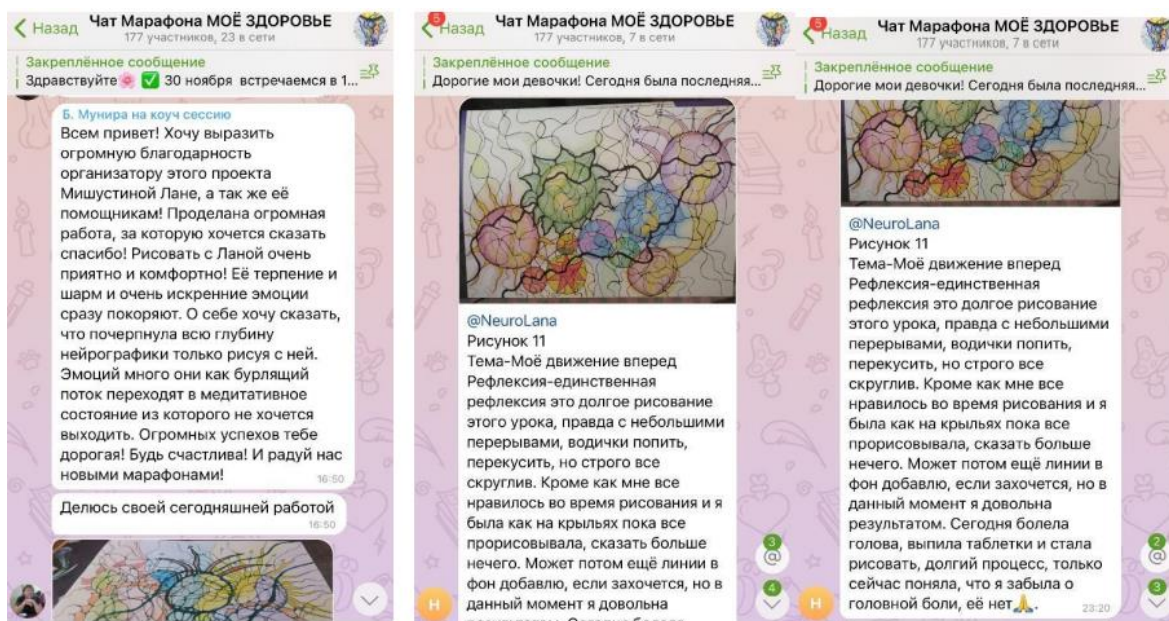 Назад
Чат Марафона МОЁ ЗДОРОВЬЕ
177 участников, 23 в сети
Закреплённое сообщение
Здравствуйте🌸 ✅ 30 ноября встречаемся в 1...
Б. Мунира на коуч сессию
Всем привет! Хочу выразить
огромную благодарность
организатору этого проекта
Мишустиной Лане, а так же её
помощникам! Проделана огромная
работа, за которую хочется сказать
спасибо! Рисовать с Ланой очень
приятно и комфортно! Её терпение и
шарм и очень искренние эмоции
сразу покоряют. О себе хочу сказать,
что почерпнула всю глубину
нейрографики только рисуя с ней.
Эмоций много они как бурлящий
поток переходят в медитативное
состояние из которого не хочется
выходить. Огромных успехов тебе
дорогая! Будь счастлива! И радуй нас
новыми марафонами!
16:50
Делюсь своей сегодняшней работой
16:50
5
Назад
Чат Марафона МОЁ ЗДОРОВЬЕ
177 участников, 7 в сети
Закреплённое сообщение
Дорогие мои девочки! Сегодня была последняя...
@NeuroLana
Рисунок 11
Тема-Моё движение вперед
Рефлексия-единственная
рефлексия это долгое рисование
этого урока, правда с небольшими
перерывами, водички попить,
перекусить, но строго все
скруглив. Кроме как мне все
нравилось во время рисования и я
была как на крыльях пока все
прорисовывала, сказать больше
нечего. Может потом ещё линии в
фон добавлю, если захочется, но в
данный момент я довольна
3
@
4
Н
5
Назад
Чат Марафона МОЁ ЗДОРОВЬЕ
177 участников, 7 в сети
Закреплённое сообщение
Дорогие мои девочки! Сегодня была последняя...
@NeuroLana
Рисунок 11
Тема-Моё движение вперед
Рефлексия-единственная
рефлексия это долгое рисование
этого урока, правда с небольшими
перерывами, водички попить,
перекусить, но строго все
скруглив. Кроме как мне все
нравилось во время рисования и я
была как на крыльях пока все
прорисовывала, сказать больше
нечего. Может потом ещё линии в
фон добавлю, если захочется, но в
данный момент я довольна
результатом. Сегодня болела
голова, выпила таблетки и стала
рисовать, долгий процесс, только
сейчас поняла, что я забыла о
головной боли, её нет🙏.
23:20
2
@
3
Н